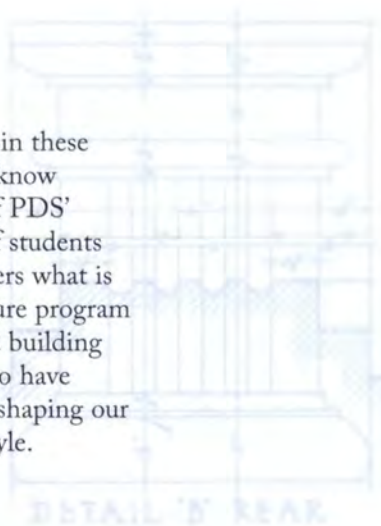 in these
know
f PDS'
f students
ers what is
ure program
building
o have
shaping our
yle.
DETAIL 'B' REAR